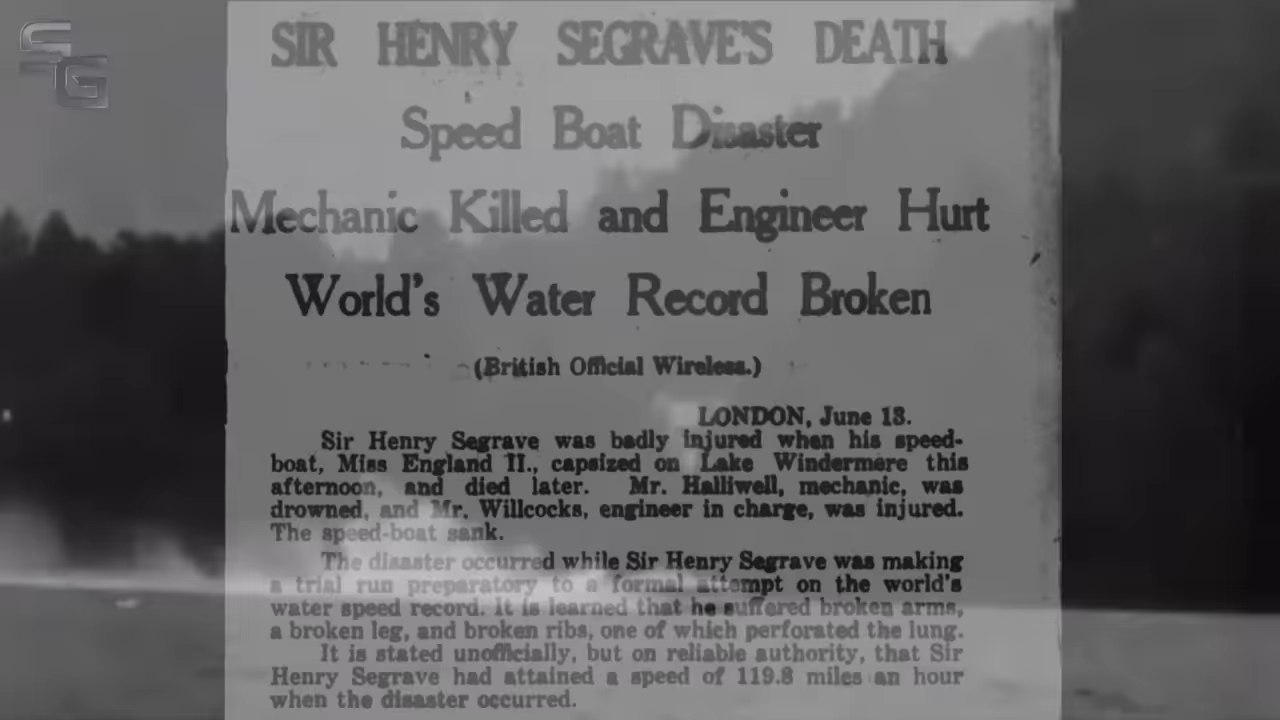 SG
SIR HENRY SEGRAVE'S DEATH
Speed Boat Disaster
Mechanic Killed and Engineer Hurt
World's Water Record Broken
(British Official Wireless.)
LONDON, June 13.
Sir Henry Segrave was badly injured when his speed-
boat, Miss England II., capsized on Lake Windermere this
afternoon, and died later. Mr. Halliwell, mechanic, was
drowned, and Mr. Willcocks, engineer in charge, was injured.
The speed-boat sank.
The disaster occurred while Sir Henry Segrave was making
a trial run preparatory to a formal attempt on the world's
water speed record. It is learned that he suffered broken arms,
a broken leg, and broken ribs, one of which perforated the lung.
It is stated unofficially, but on reliable authority, that Sir
Henry Segrave had attained a speed of 119.8 miles an hour
when the disaster occurred.